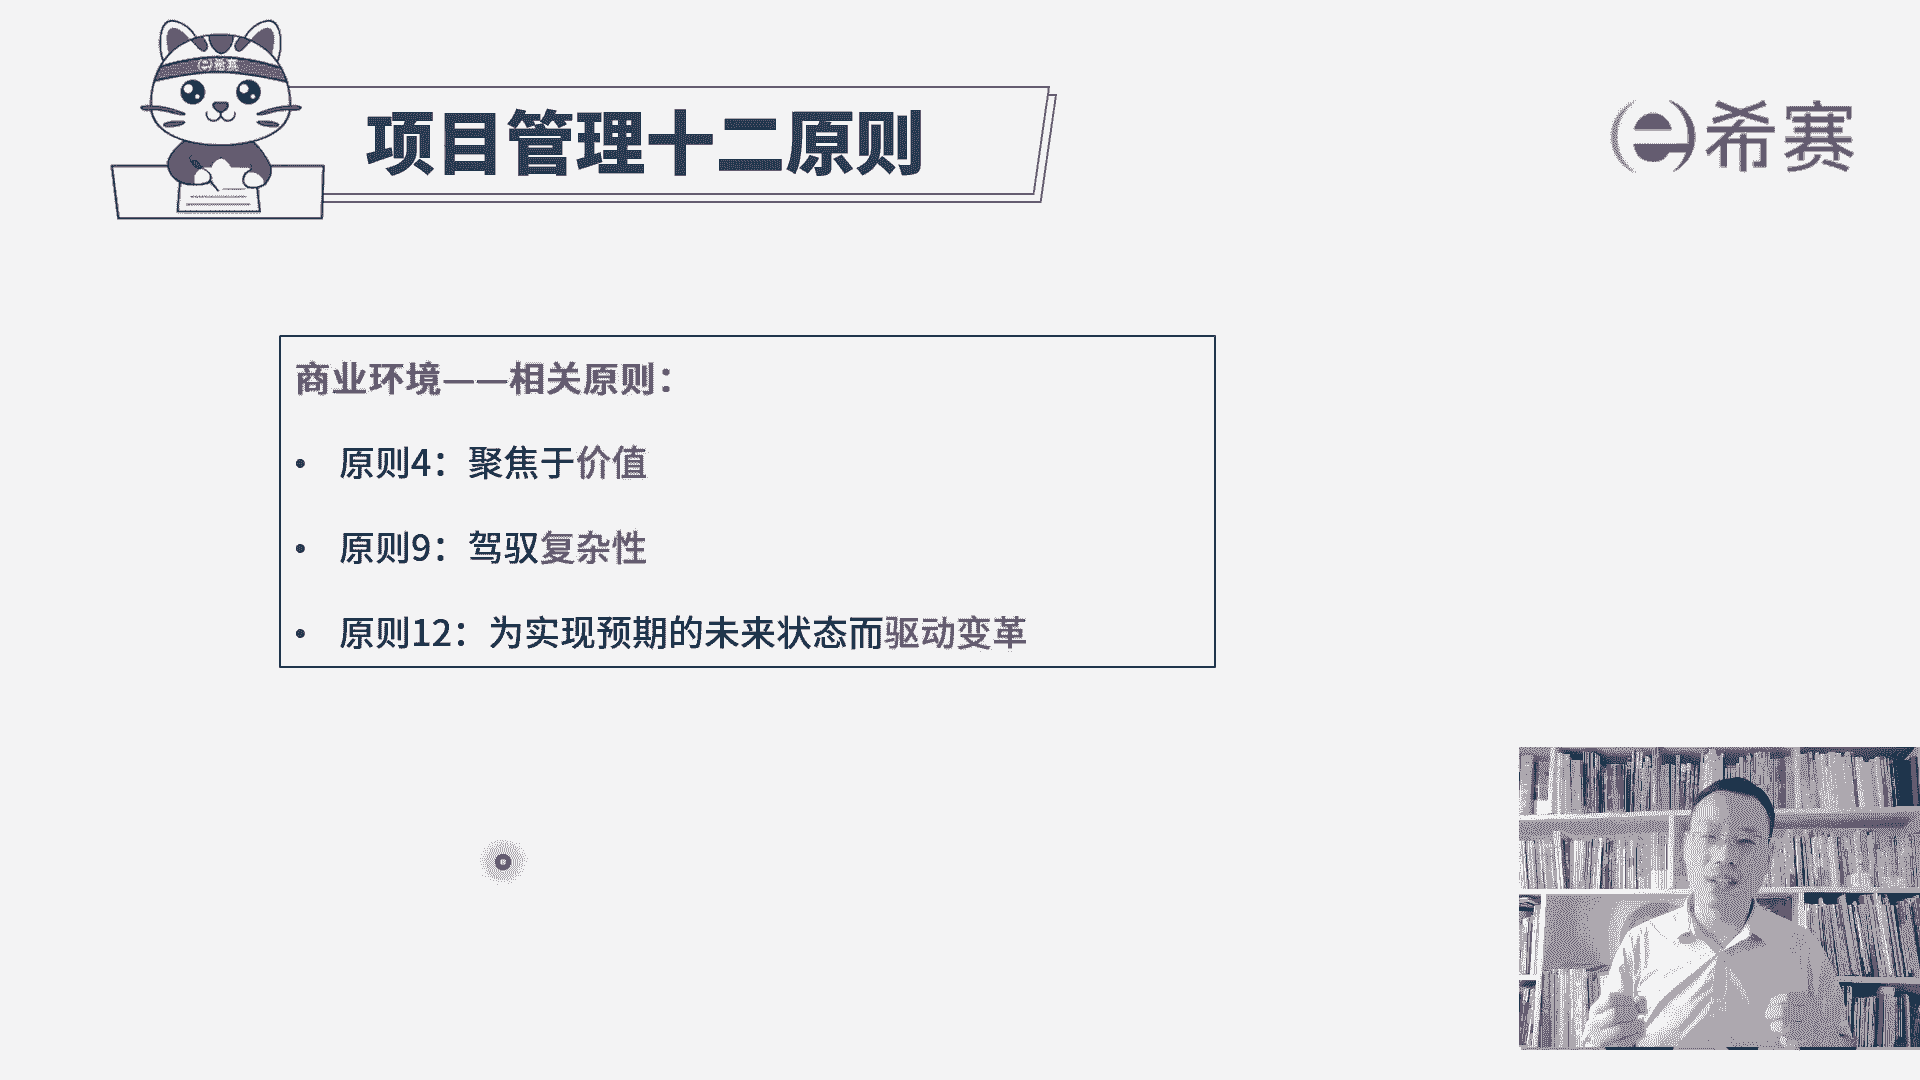 希赛
项目管理十二原则
希赛
商业环境——相关原则：
• 原则4：聚焦于价值
• 原则9：驾驭复杂性
• 原则12：为实现预期的未来状态而驱动变革